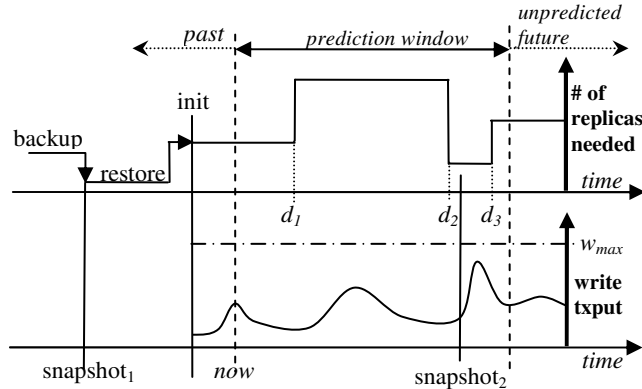 past
prediction window
unpredicted
future
init
# of
replicas
needed
backup
restore
time
d1
d2
d3
wmax
write
txput
time
snapshot1
now
snapshot2